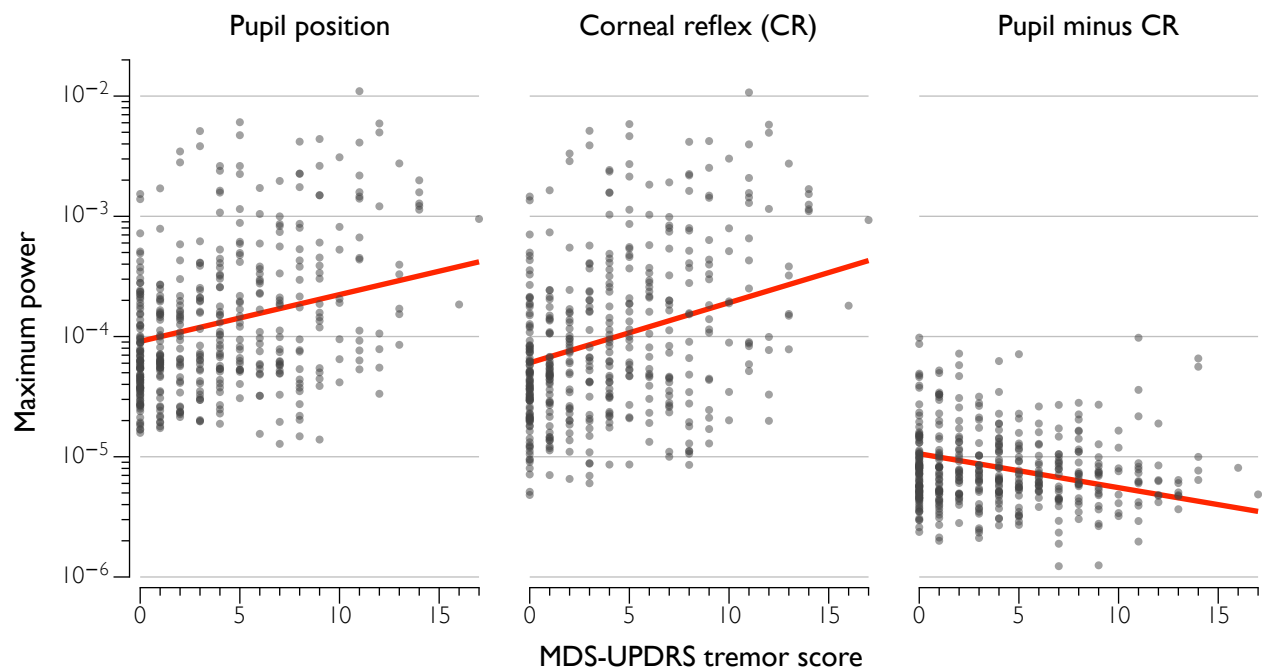 Pupil position
Corneal reflex (CR)
Pupil minus CR
Maximum power
10⁻²
10⁻³
10⁻⁴
10⁻⁵
10⁻⁶
0 5 10 15
0 5 10 15
0 5 10 15
MDS-UPDRS tremor score